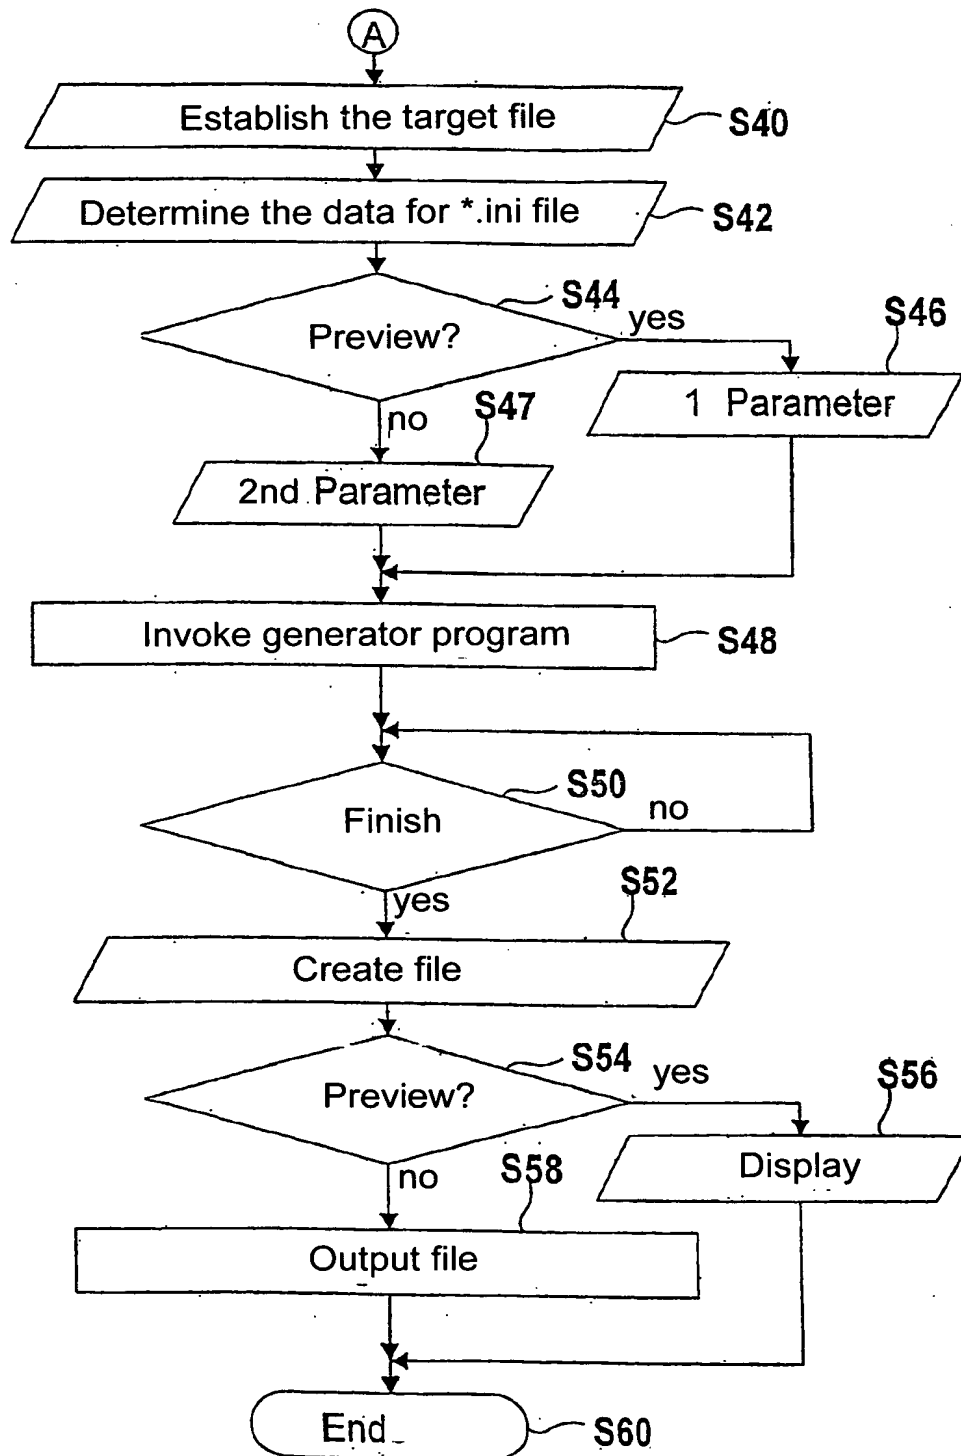 A
Establish the target file
S40
Determine the data for *.ini file
S42
S44
Preview?
yes
S46
1 Parameter
no
S47
2nd Parameter
Invoke generator program
S48
S50
Finish
no
yes
S52
Create file
S54
Preview?
yes
S56
Display
no
S58
Output file
End
S60